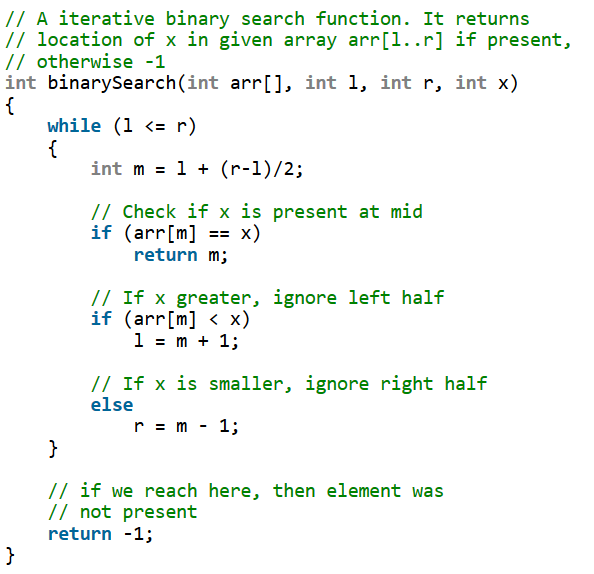 // A iterative binary search function. It returns
// location of x in given array arr[l..r] if present,
// otherwise -1
int binarySearch(int arr[], int l, int r, int x)
{
    while (l <= r)
    {
        int m = l + (r-l)/2;

        // Check if x is present at mid
        if (arr[m] == x)
            return m;

        // If x greater, ignore left half
        if (arr[m] < x)
            l = m + 1;

        // If x is smaller, ignore right half
        else
            r = m - 1;
    }

    // if we reach here, then element was
    // not present
    return -1;
}